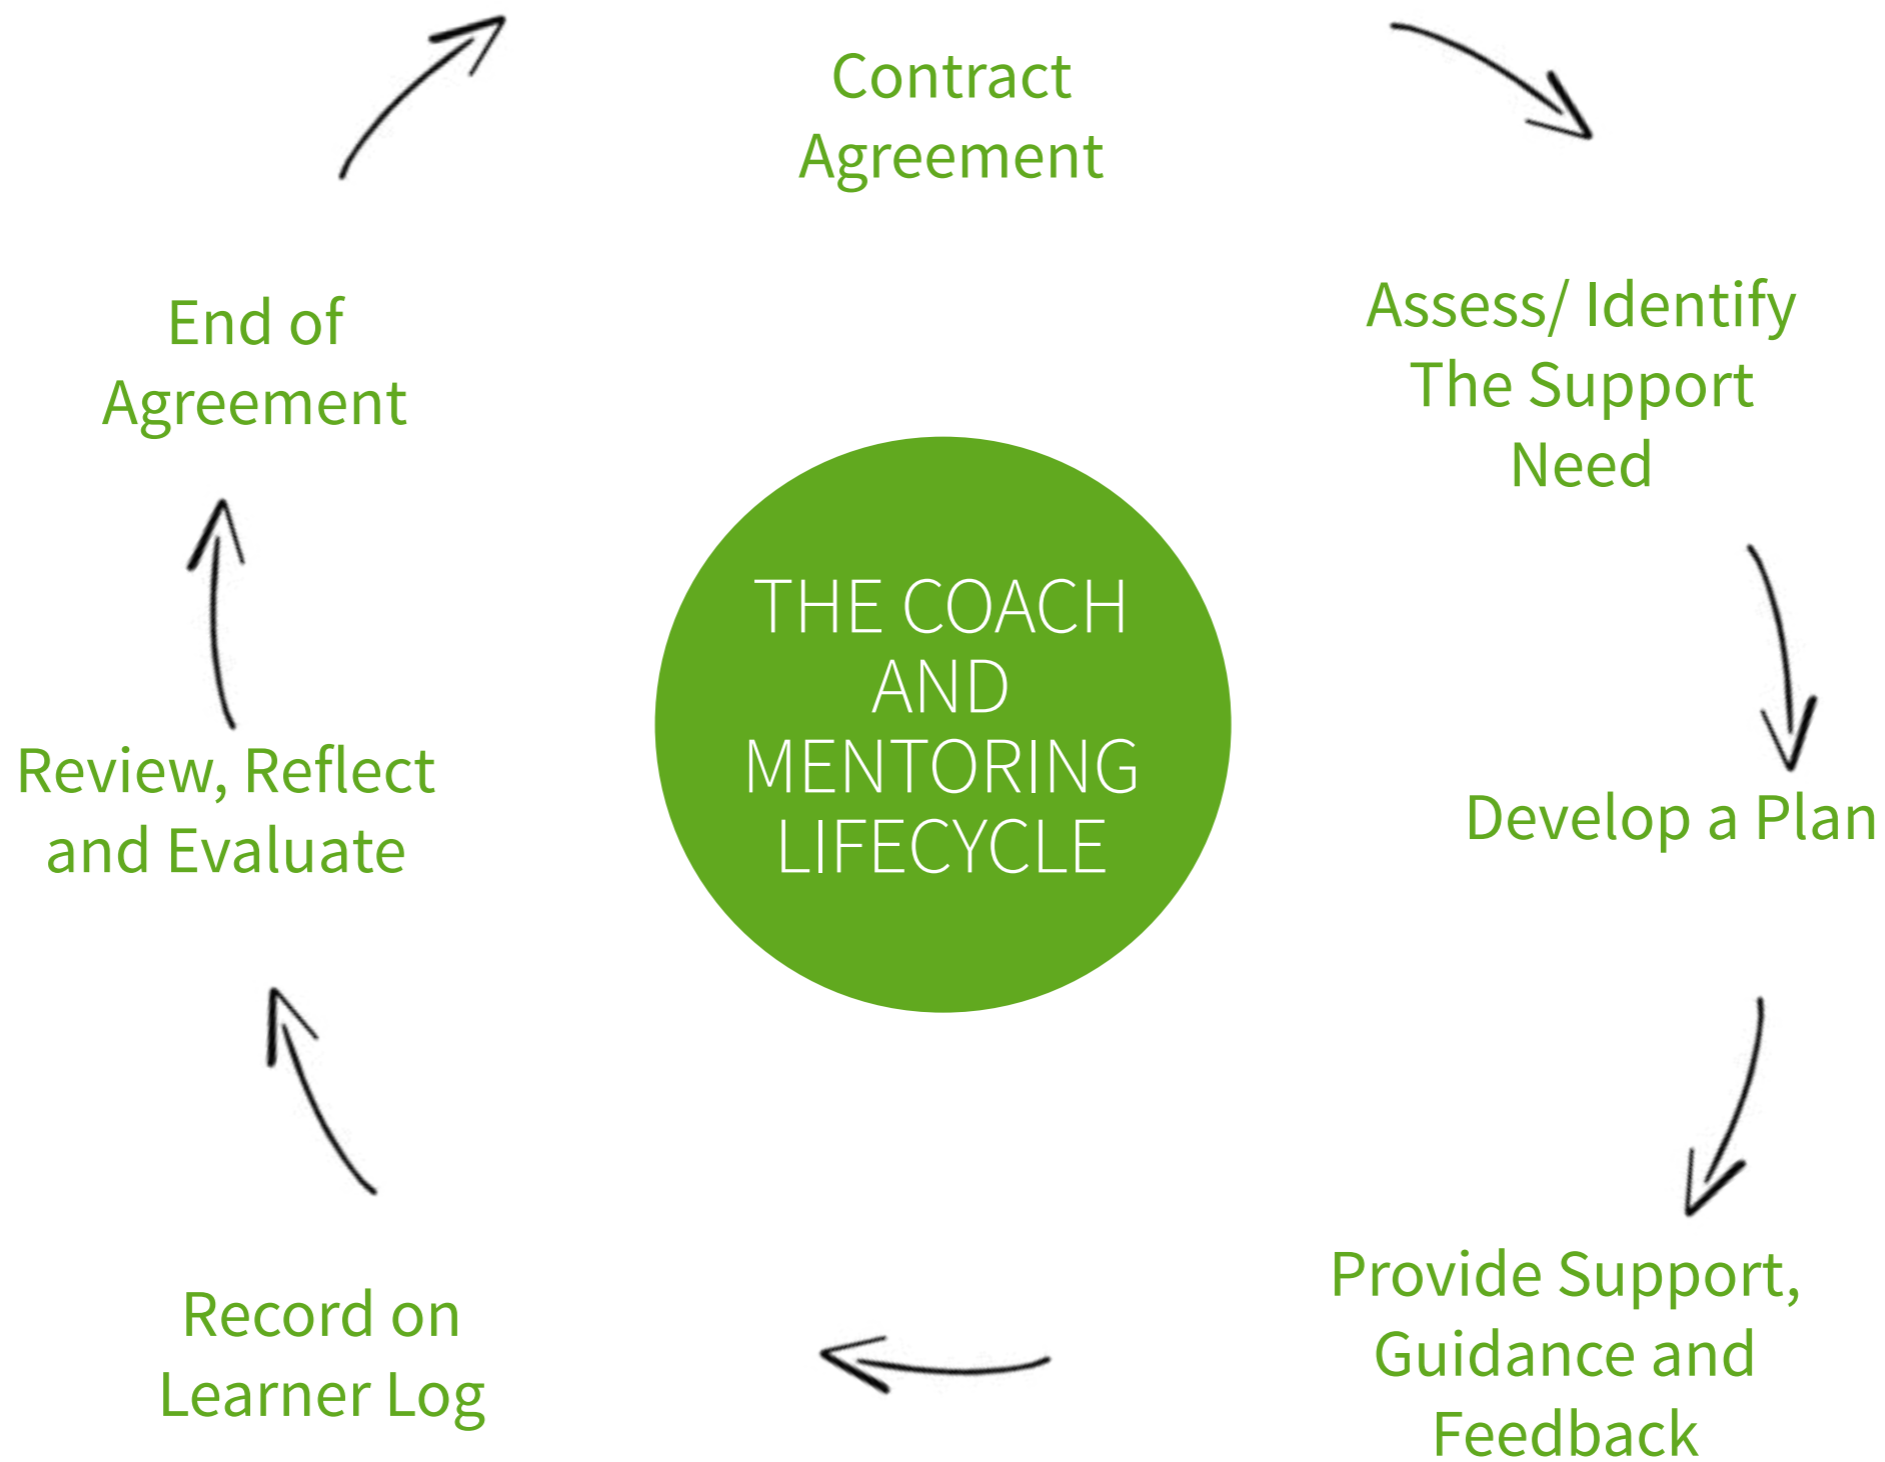 Contract
Agreement
Assess/ Identify
The Support
Need
Develop a Plan
Provide Support,
Guidance and
Feedback
Record on
Learner Log
Review, Reflect
and Evaluate
End of
Agreement
THE COACH
AND
MENTORING
LIFECYCLE